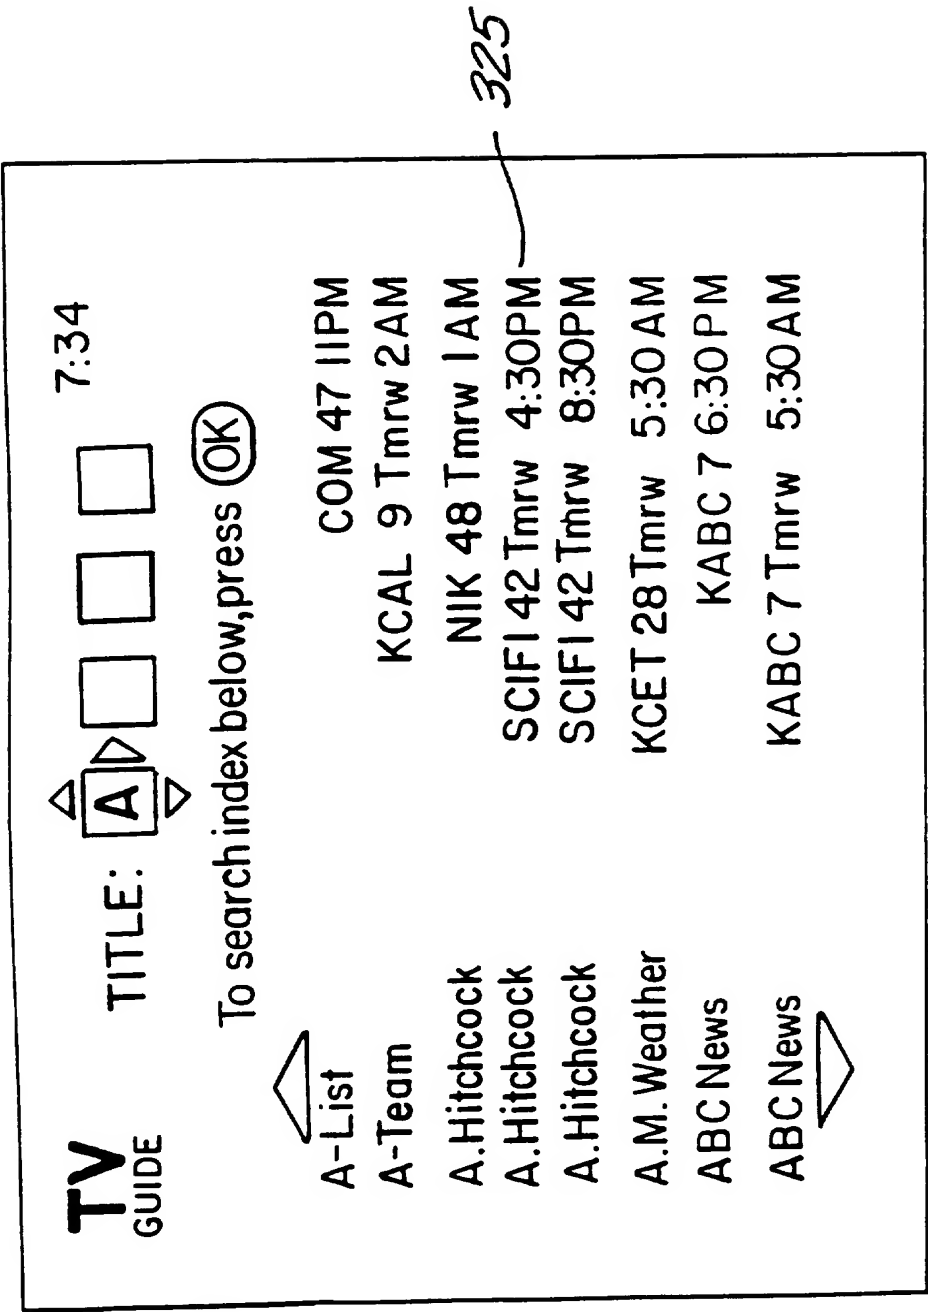 TV
GUIDE
TITLE: A
7:34
To search index below, press OK
A-List COM 47 11PM
A-Team KCAL 9 Tmrw 2AM
A.Hitchcock NIK 48 Tmrw 1AM
A.Hitchcock SCIFI 42 Tmrw 4:30PM
A.Hitchcock SCIFI 42 Tmrw 8:30PM
A.M. Weather KCET 28 Tmrw 5:30AM
ABC News KABC 7 6:30PM
ABC News KABC 7 Tmrw 5:30AM
325